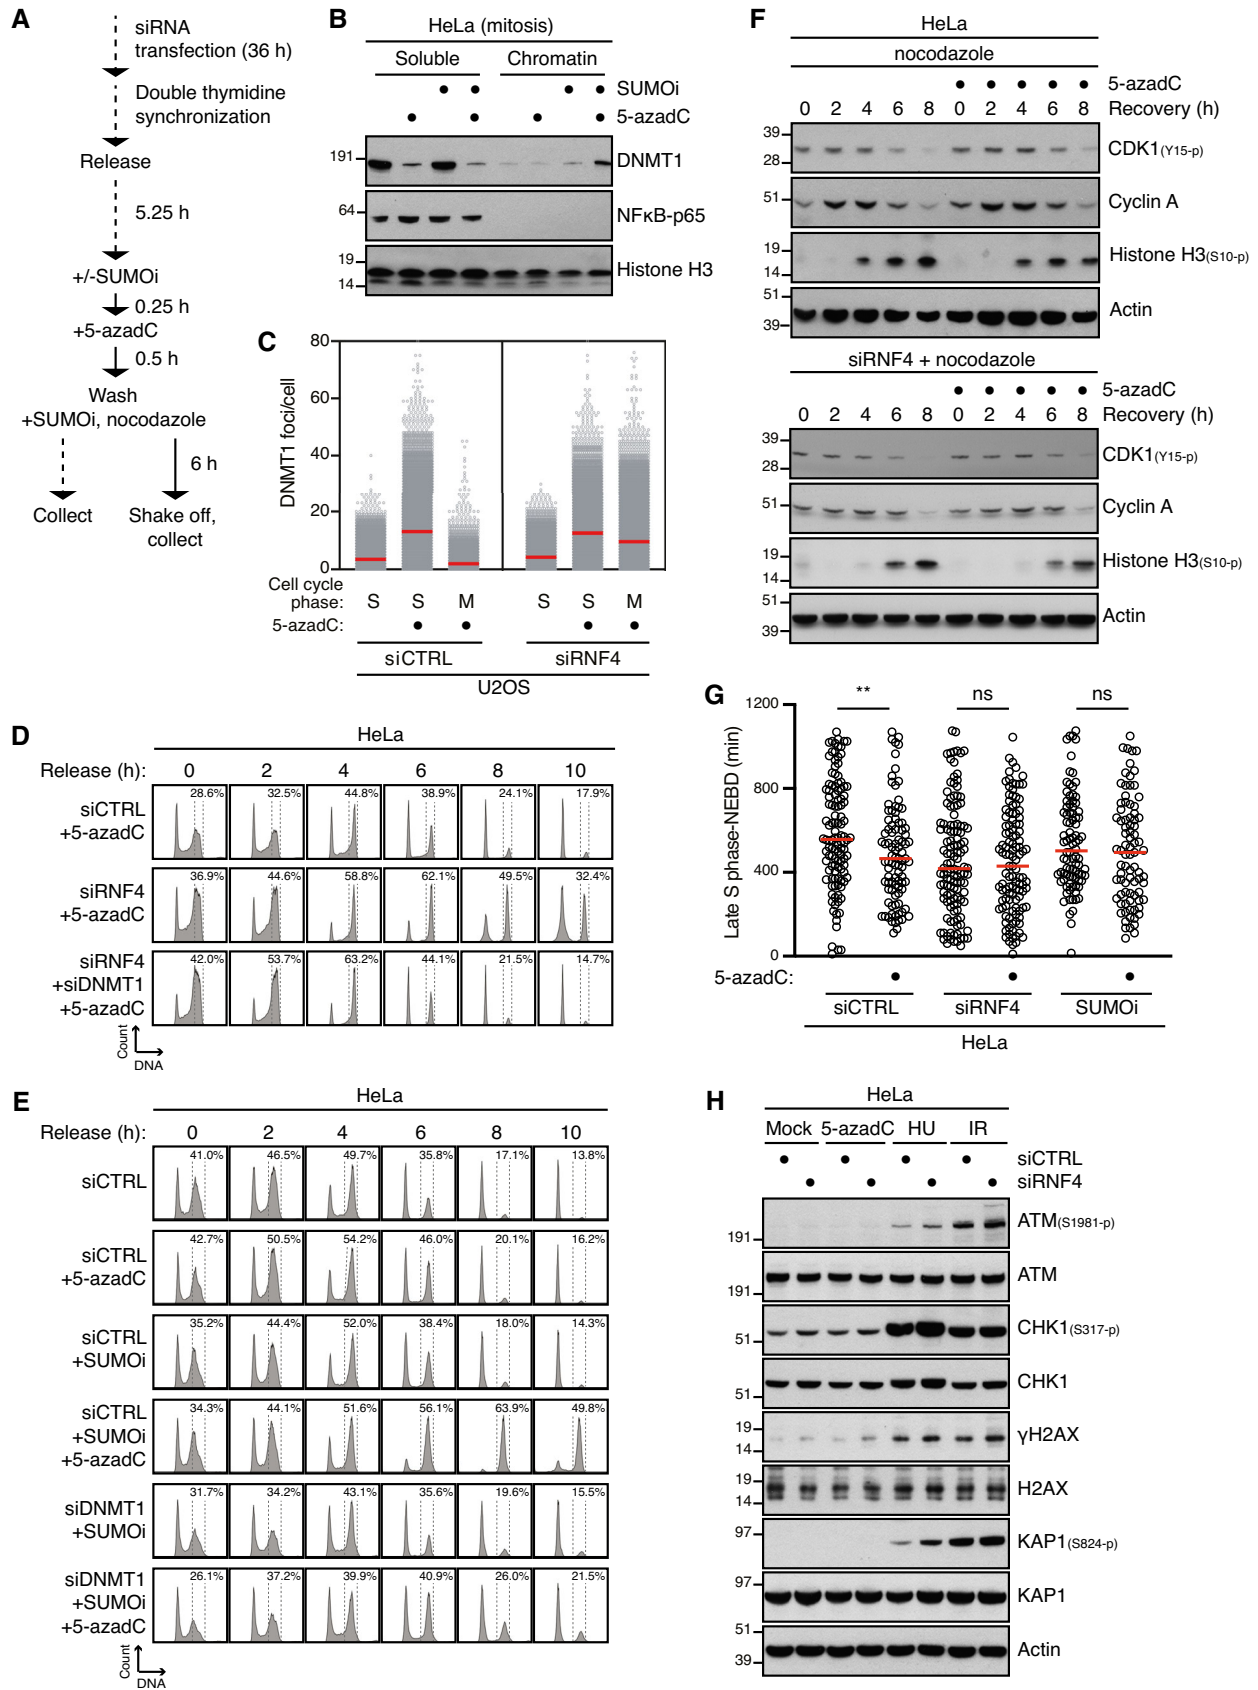 A
siRNA
transfection (36 h)
Double thymidine
synchronization
Release
5.25 h
+/-SUMOi
0.25 h
+5-azadC
0.5 h
Wash
+SUMOi, nocodazole
6 h
Collect
Shake off,
collect
B
HeLa (mitosis)
Soluble Chromatin
SUMOi
5-azadC
191 DNMT1
64 NFκB-p65
19 Histone H3
14
C
DNMT1 foci/cell
80
60
40
20
0
Cell cycle
phase: S S M S S M
5-azadC:
siCTRL siRNF4
U2OS
D
HeLa
Release (h): 0 2 4 6 8 10
siCTRL
+5-azadC
28.6% 32.5% 44.8% 38.9% 24.1% 17.9%
siRNF4
+5-azadC
36.9% 44.6% 58.8% 62.1% 49.5% 32.4%
siRNF4
+siDNMT1
+5-azadC
42.0% 53.7% 63.2% 44.1% 21.5% 14.7%
Count
DNA
E
HeLa
Release (h): 0 2 4 6 8 10
siCTRL
41.0% 46.5% 49.7% 35.8% 17.1% 13.8%
siCTRL
+5-azadC
42.7% 50.5% 54.2% 46.0% 20.1% 16.2%
siCTRL
+SUMOi
35.2% 44.4% 52.0% 38.4% 18.0% 14.3%
siCTRL
+SUMOi
+5-azadC
34.3% 44.1% 51.6% 56.1% 63.9% 49.8%
siDNMT1
+SUMOi
31.7% 34.2% 43.1% 35.6% 19.6% 15.5%
siDNMT1
+SUMOi
+5-azadC
26.1% 37.2% 39.9% 40.9% 26.0% 21.5%
Count
DNA
F
HeLa
nocodazole
5-azadC
0 2 4 6 8 0 2 4 6 8 Recovery (h)
39
28
CDK1(Y15-p)
51 Cyclin A
19
14
Histone H3(S10-p)
51
39
Actin
siRNF4 + nocodazole
5-azadC
0 2 4 6 8 0 2 4 6 8 Recovery (h)
39
28
CDK1(Y15-p)
51 Cyclin A
19
14
Histone H3(S10-p)
51
39
Actin
G
Late S phase-NEBD (min)
1200
800
400
0
** ns ns
5-azadC:
siCTRL siRNF4 SUMOi
HeLa
H
HeLa
Mock 5-azadC HU IR
siCTRL
siRNF4
191 ATM(S1981-p)
191 ATM
51 CHK1(S317-p)
51 CHK1
19
14
γH2AX
19
14
H2AX
97 KAP1(S824-p)
97 KAP1
51
39
Actin